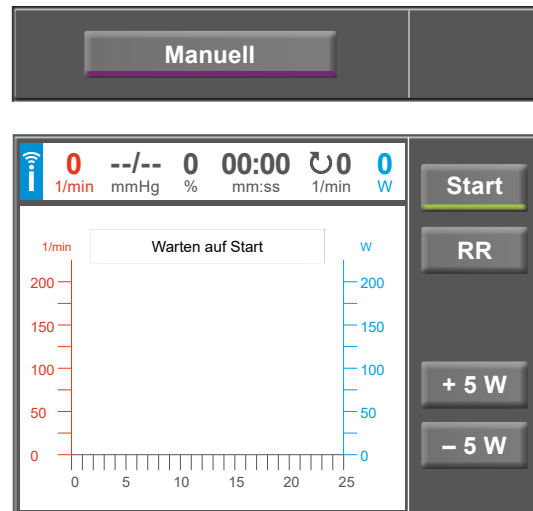 Manuell
0 --/-- 0 00:00 0 0
1/min mmHg % mm:ss 1/min W
Start
1/min Warten auf Start W
RR
200 200
150 150
100 100
+ 5 W
50 50
– 5 W
0 0
0 5 10 15 20 25